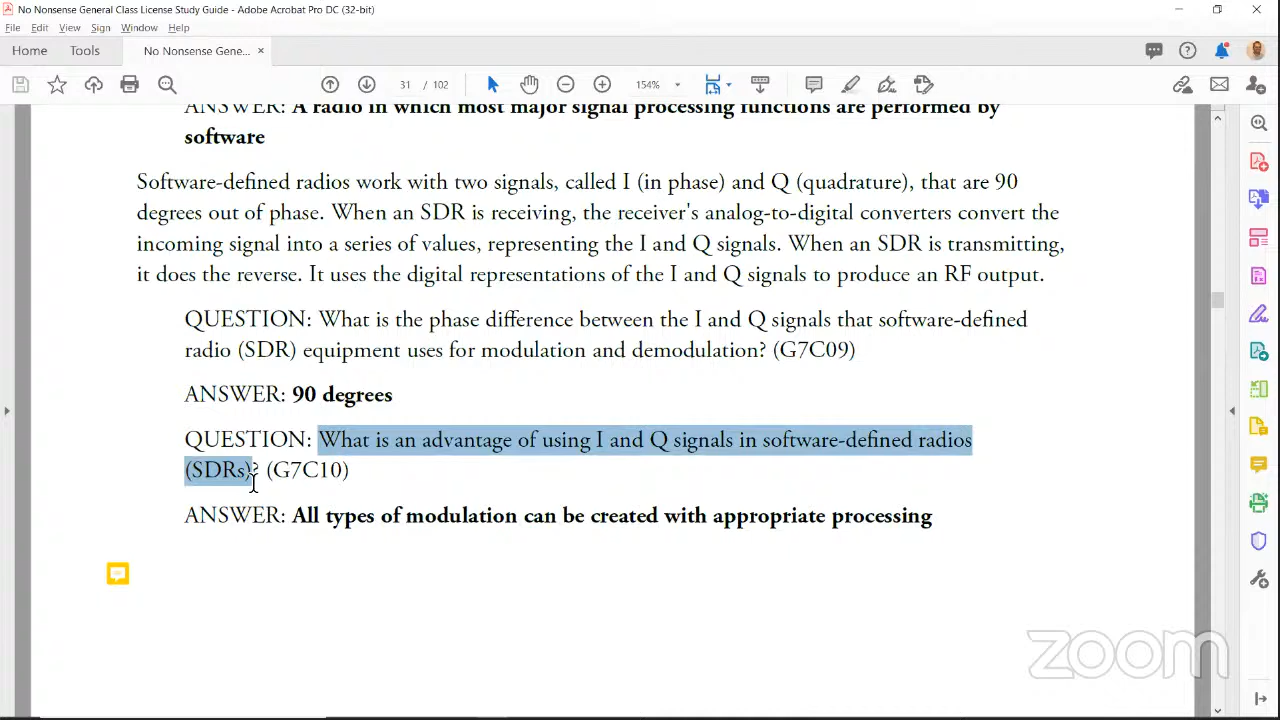 No Nonsense General Class License Study Guide - Adobe Acrobat Pro DC (32-bit)
File Edit View Sign Window Help
Home Tools No Nonsense Gene... ×
31 / 102 154%
ANSWER: A radio in which most major signal processing functions are performed by
software
Software-defined radios work with two signals, called I (in phase) and Q (quadrature), that are 90
degrees out of phase. When an SDR is receiving, the receiver's analog-to-digital converters convert the
incoming signal into a series of values, representing the I and Q signals. When an SDR is transmitting,
it does the reverse. It uses the digital representations of the I and Q signals to produce an RF output.
QUESTION: What is the phase difference between the I and Q signals that software-defined
radio (SDR) equipment uses for modulation and demodulation? (G7C09)
ANSWER: 90 degrees
QUESTION: What is an advantage of using I and Q signals in software-defined radios
(SDRs)? (G7C10)
ANSWER: All types of modulation can be created with appropriate processing
zoom